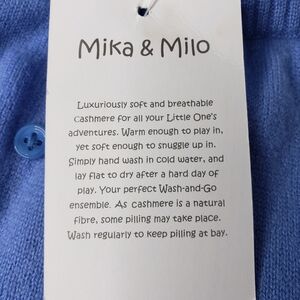 Mika & Milo
Luxuriously soft and breathable
Cashmere for all your Little One's
adventures. Warm enough to play in,
yet soft enough to snuggle up in.
Simply hand wash in cold water, and
lay flat to dry after a hard day of
play. Your perfect Wash-and-Go
ensemble. As cashmere is a natural
fibre, some pilling may take place.
Wash regularly to keep pilling at bay.